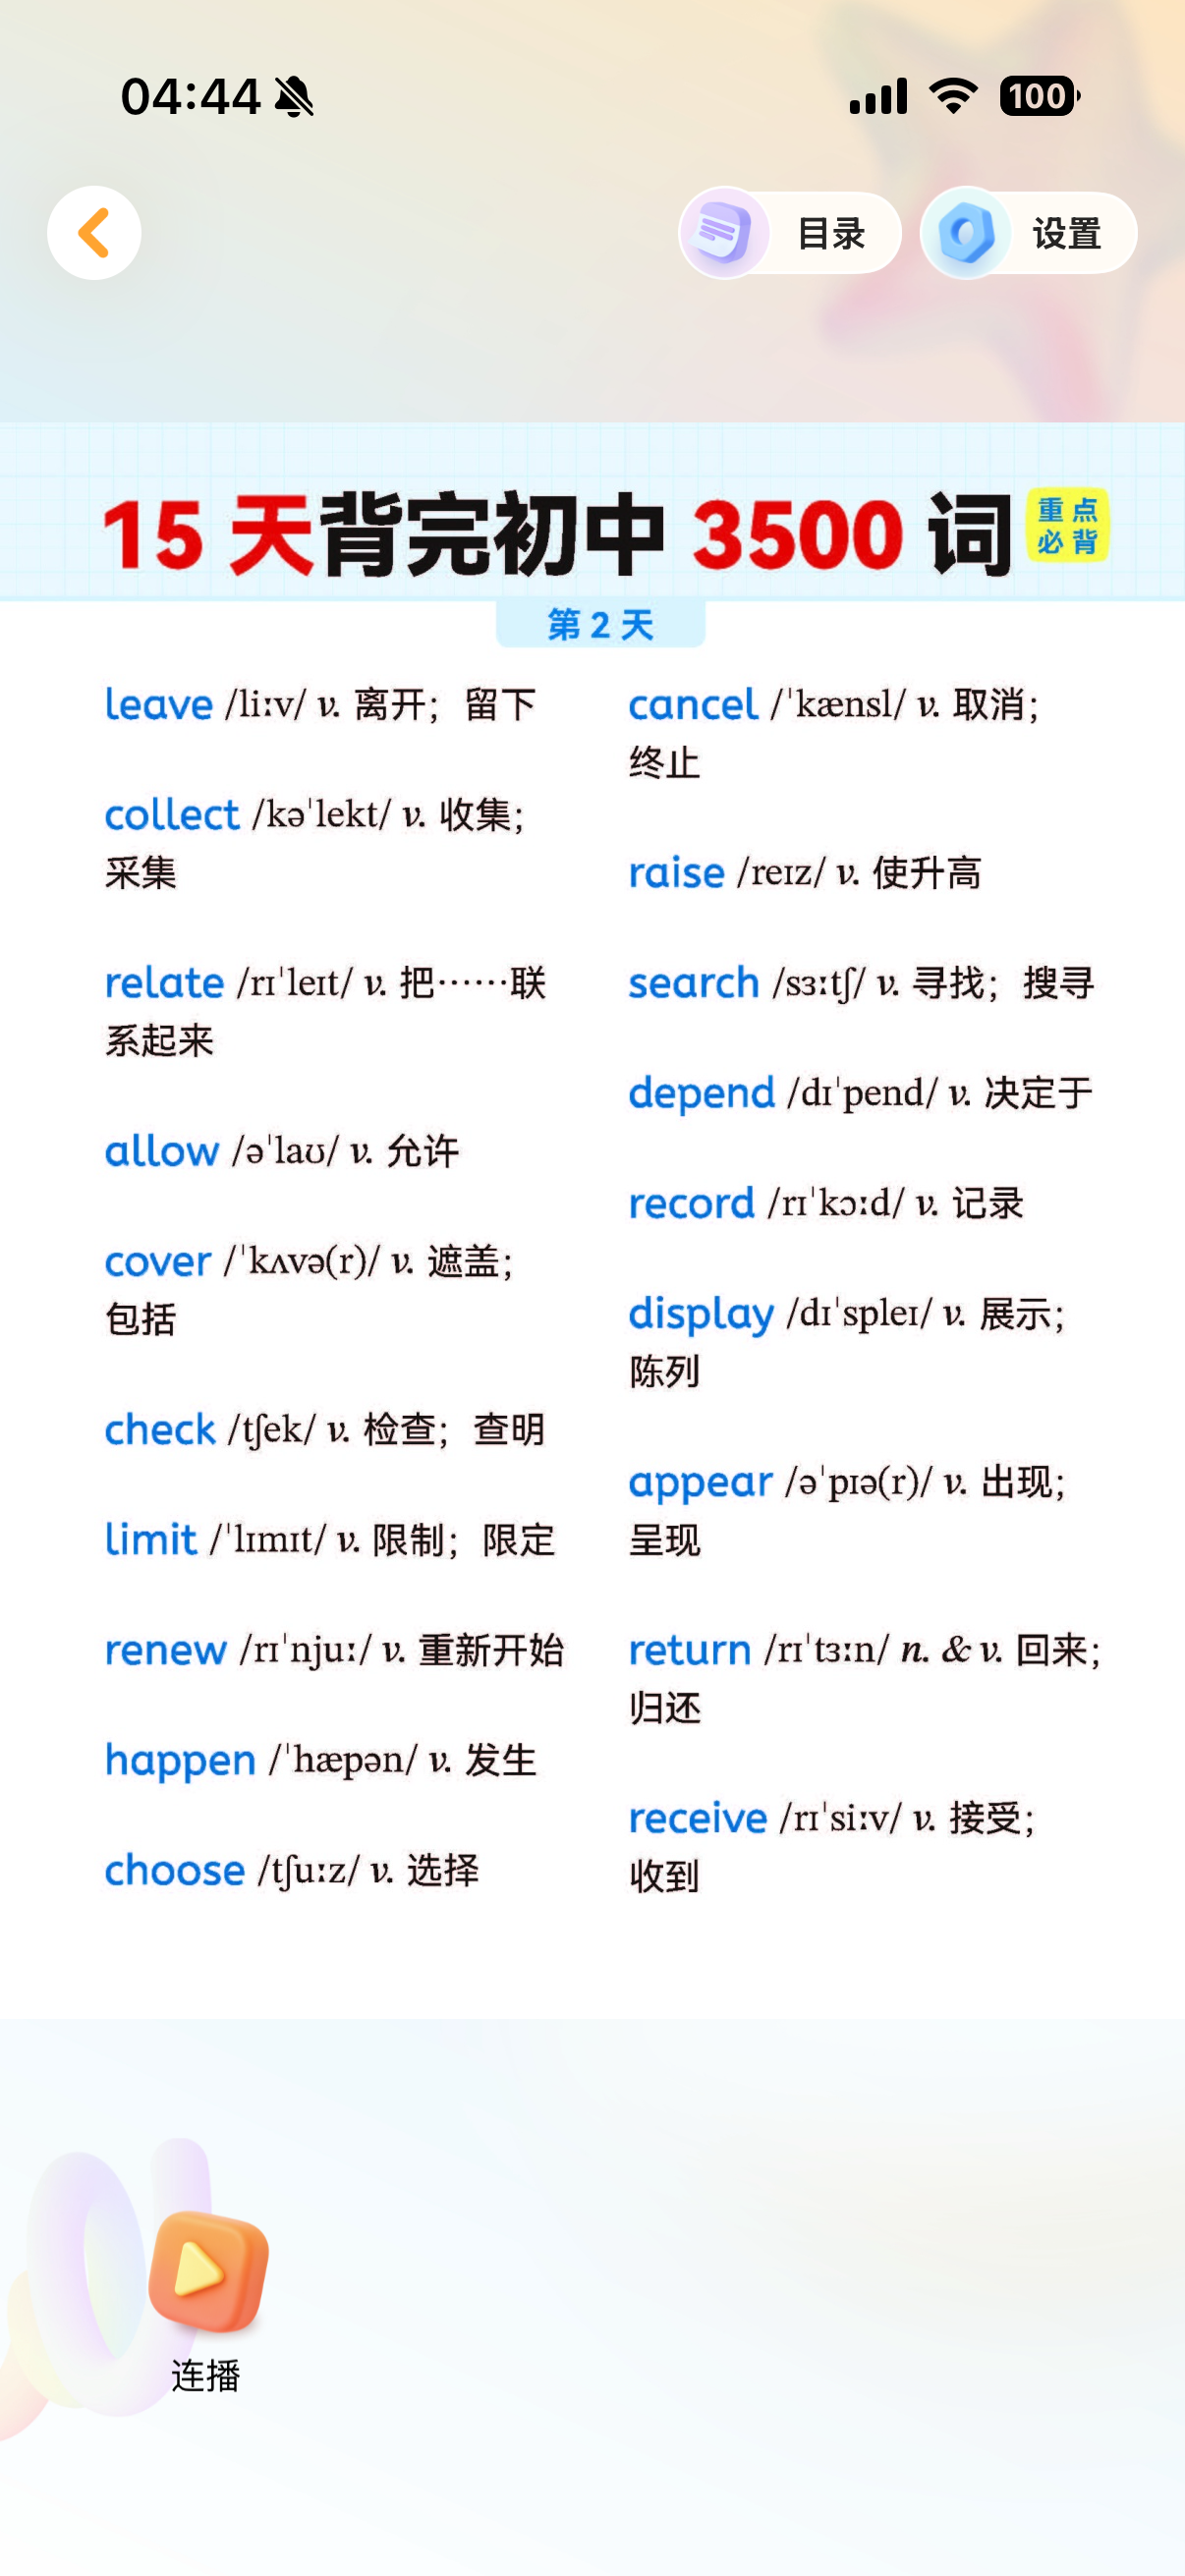 04:44
100
目录
设置
15 天背完初中 3500 词
重点
必背
第 2 天
leave /liːv/ v. 离开；留下
collect /kəˈlekt/ v. 收集；
采集
relate /rɪˈleɪt/ v. 把……联
系起来
allow /əˈlaʊ/ v. 允许
cover /ˈkʌvə(r)/ v. 遮盖；
包括
check /tʃek/ v. 检查；查明
limit /ˈlɪmɪt/ v. 限制；限定
renew /rɪˈnjuː/ v. 重新开始
happen /ˈhæpən/ v. 发生
choose /tʃuːz/ v. 选择
cancel /ˈkænsl/ v. 取消；
终止
raise /reɪz/ v. 使升高
search /sɜːtʃ/ v. 寻找；搜寻
depend /dɪˈpend/ v. 决定于
record /rɪˈkɔːd/ v. 记录
display /dɪˈspleɪ/ v. 展示；
陈列
appear /əˈpɪə(r)/ v. 出现；
呈现
return /rɪˈtɜːn/ n. & v. 回来；
归还
receive /rɪˈsiːv/ v. 接受；
收到
连播